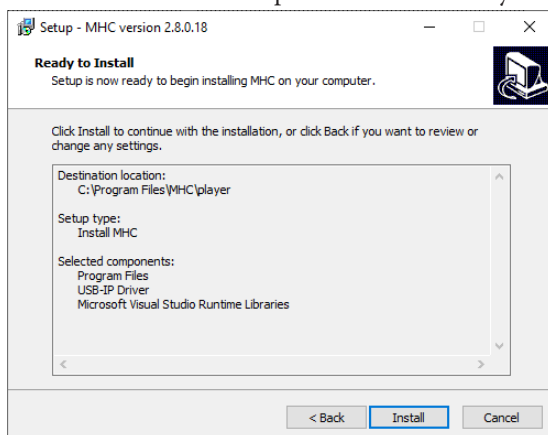 Setup - MHC version 2.8.0.18
Ready to Install
Setup is now ready to begin installing MHC on your computer.
Click Install to continue with the installation, or click Back if you want to review or
change any settings.
Destination location:
C:\Program Files\MHC\player
Setup type:
Install MHC
Selected components:
Program Files
USB-IP Driver
Microsoft Visual Studio Runtime Libraries
< Back
Install
Cancel